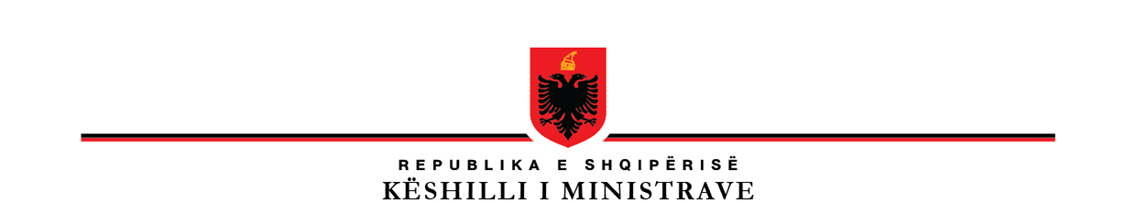 REPUBLIKA E SHQIPËRISË
KËSHILLI I MINISTRAVE